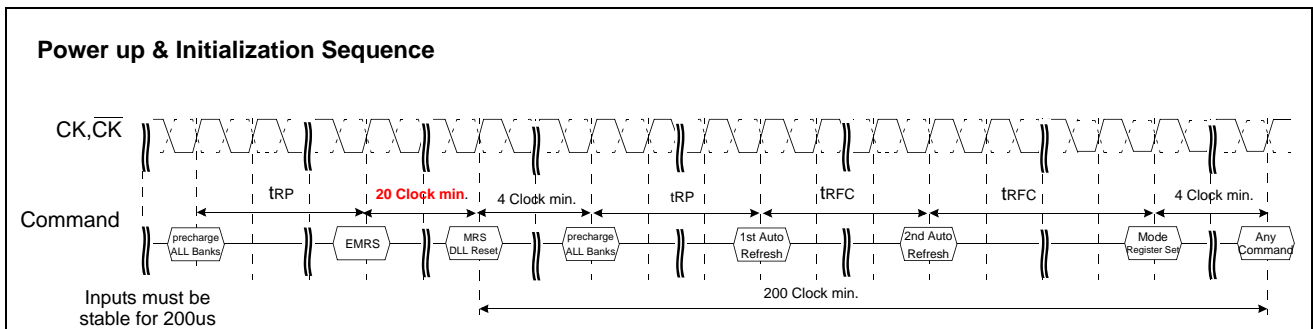 Power up & Initialization Sequence
CK,CK
tRP
20 Clock min.
4 Clock min.
tRP
tRFC
tRFC
4 Clock min.
Command
precharge
ALL Banks
EMRS
MRS
DLL Reset
precharge
ALL Banks
1st Auto
Refresh
2nd Auto
Refresh
Mode
Register Set
Any
Command
200 Clock min.
Inputs must be
stable for 200us